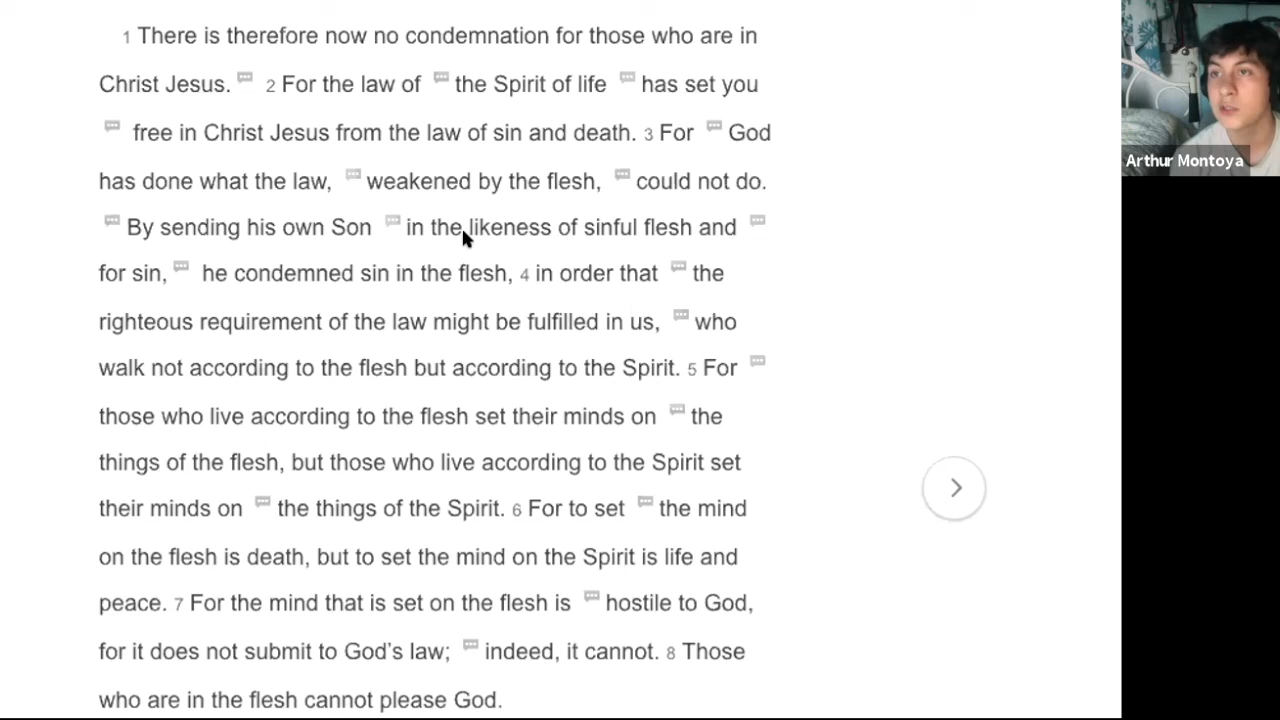 1 There is therefore now no condemnation for those who are in
Christ Jesus. 2 For the law of the Spirit of life has set you
free in Christ Jesus from the law of sin and death. 3 For God
has done what the law, weakened by the flesh, could not do.
By sending his own Son in the likeness of sinful flesh and
for sin, he condemned sin in the flesh, 4 in order that the
righteous requirement of the law might be fulfilled in us, who
walk not according to the flesh but according to the Spirit. 5 For
those who live according to the flesh set their minds on the
things of the flesh, but those who live according to the Spirit set
their minds on the things of the Spirit. 6 For to set the mind
on the flesh is death, but to set the mind on the Spirit is life and
peace. 7 For the mind that is set on the flesh is hostile to God,
for it does not submit to God’s law; indeed, it cannot. 8 Those
who are in the flesh cannot please God.
Arthur Montoya